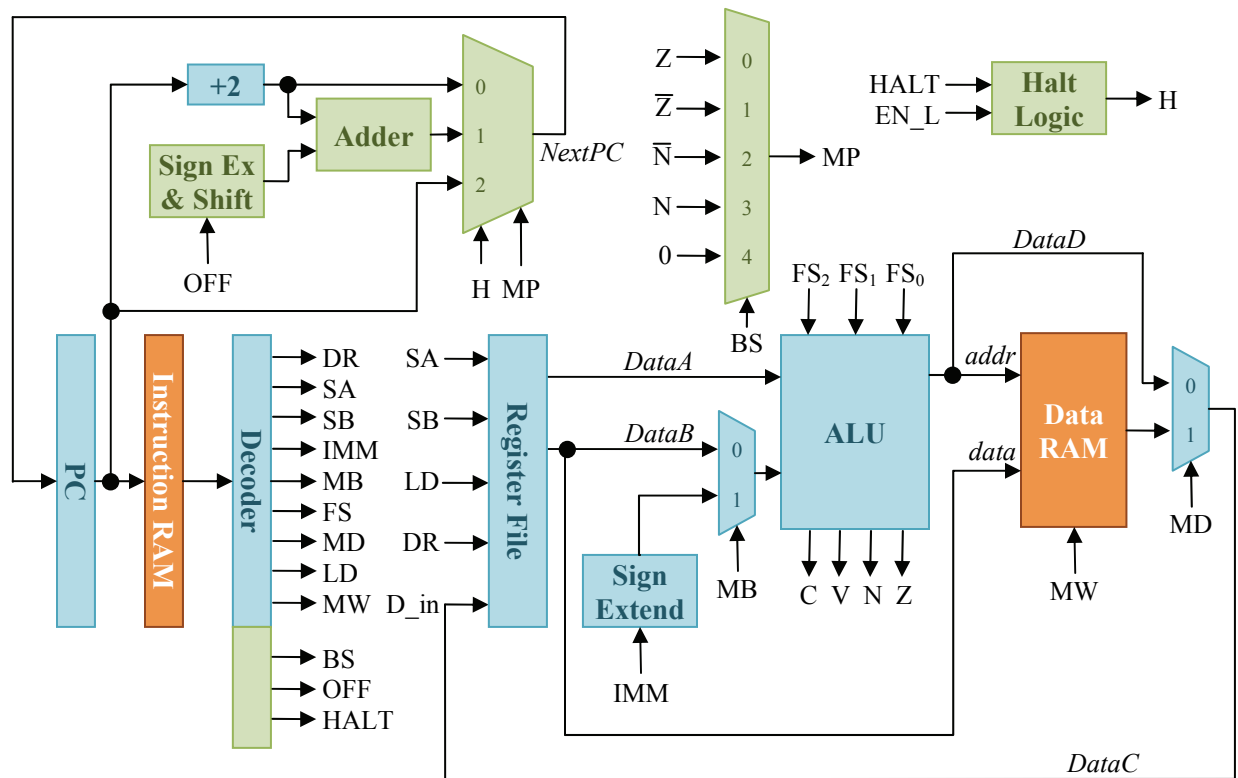 +2
Adder
Sign Ex
& Shift
OFF
0
1
2
NextPC
H
MP
Z
Z̅
N̅
N
0
0
1
2
3
4
MP
BS
HALT
EN_L
Halt
Logic
H
PC
Instruction RAM
Decoder
DR
SA
SB
IMM
MB
FS
MD
LD
MW
BS
OFF
HALT
SA
SB
LD
DR
D_in
Register File
DataA
DataB
0
1
MB
Sign
Extend
IMM
FS₂
FS₁
FS₀
ALU
C
V
N
Z
DataD
addr
data
Data
RAM
MW
0
1
MD
DataC